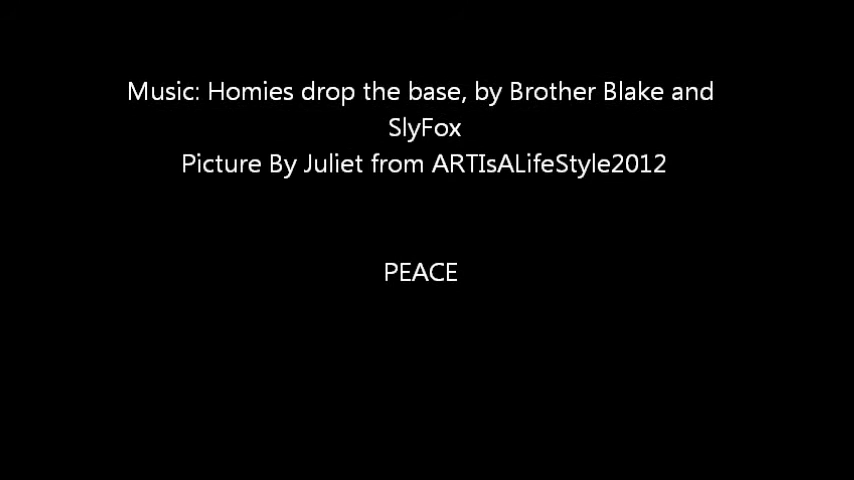 Music: Homies drop the base, by Brother Blake and
SlyFox
Picture By Juliet from ARTIsALifeStyle2012
PEACE